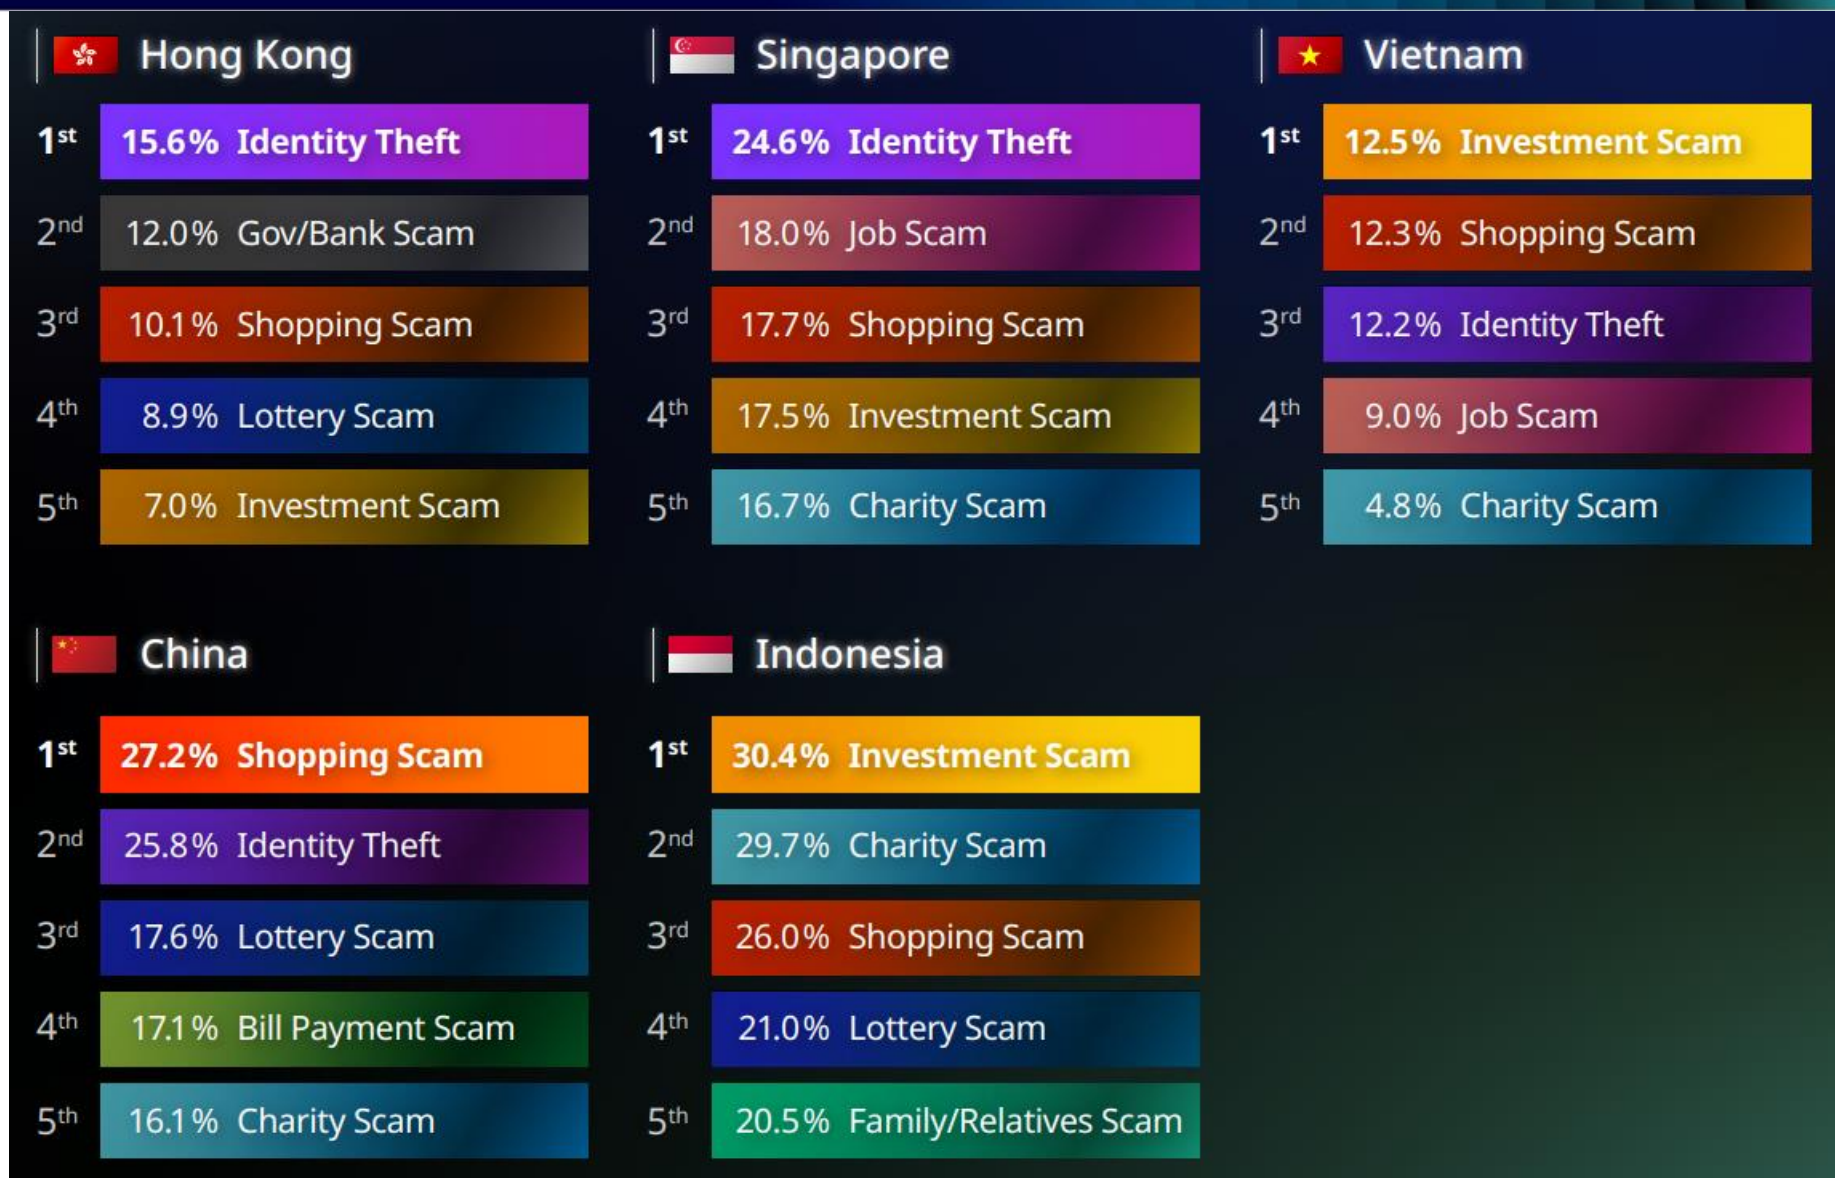 Hong Kong
1st 15.6% Identity Theft
2nd 12.0% Gov/Bank Scam
3rd 10.1% Shopping Scam
4th 8.9% Lottery Scam
5th 7.0% Investment Scam
Singapore
1st 24.6% Identity Theft
2nd 18.0% Job Scam
3rd 17.7% Shopping Scam
4th 17.5% Investment Scam
5th 16.7% Charity Scam
Vietnam
1st 12.5% Investment Scam
2nd 12.3% Shopping Scam
3rd 12.2% Identity Theft
4th 9.0% Job Scam
5th 4.8% Charity Scam
China
1st 27.2% Shopping Scam
2nd 25.8% Identity Theft
3rd 17.6% Lottery Scam
4th 17.1% Bill Payment Scam
5th 16.1% Charity Scam
Indonesia
1st 30.4% Investment Scam
2nd 29.7% Charity Scam
3rd 26.0% Shopping Scam
4th 21.0% Lottery Scam
5th 20.5% Family/Relatives Scam